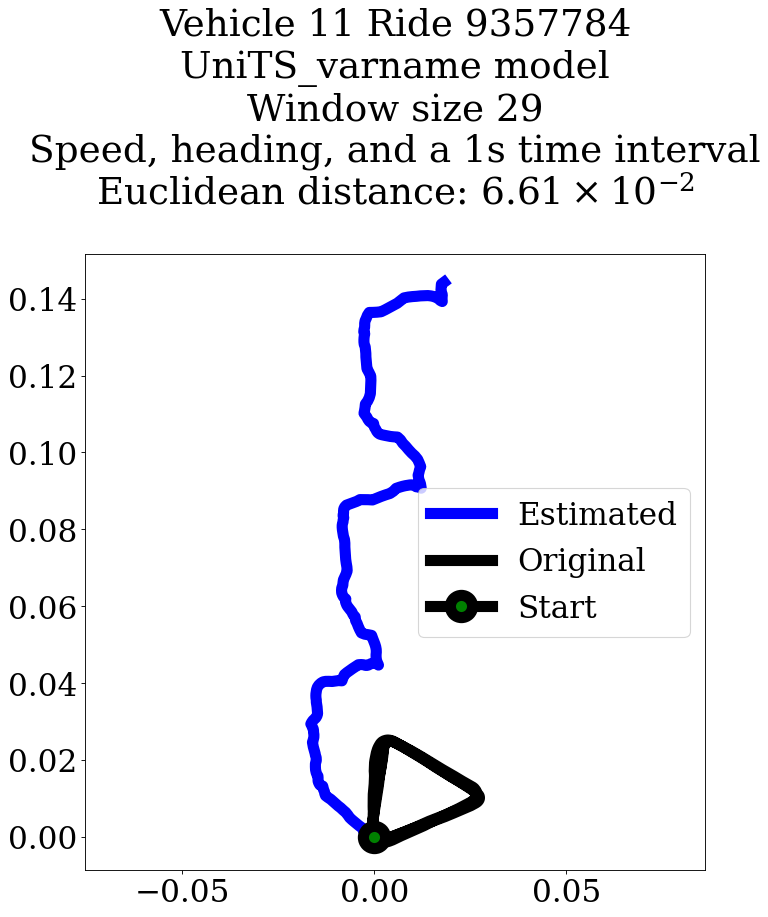 Vehicle 11 Ride 9357784
UniTS_varname model
Window size 29
Speed, heading, and a 1s time interval
Euclidean distance: 6.61 × 10⁻²
0.14
0.12
0.10
0.08
0.06
0.04
0.02
0.00
Estimated
Original
Start
−0.05
0.00
0.05